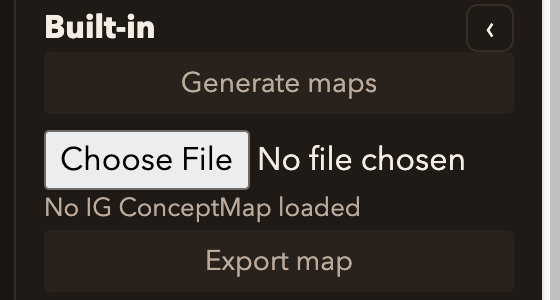 Built-in
‹
Generate maps
Choose File No file chosen
No IG ConceptMap loaded
Export map